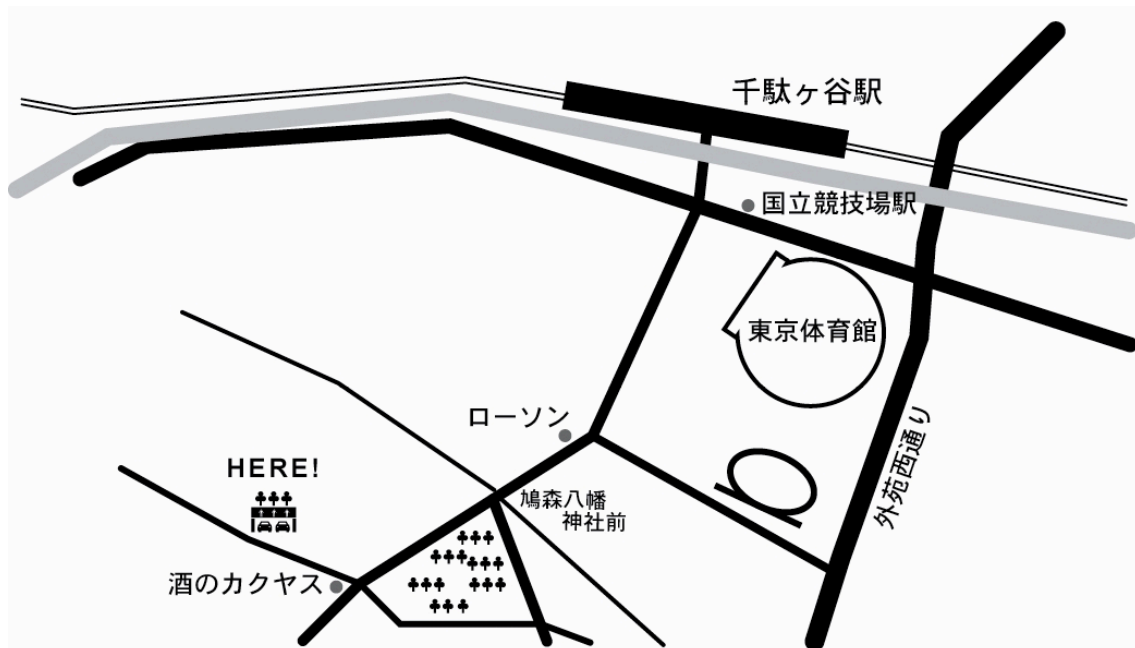 千駄ヶ谷駅
国立競技場駅
東京体育館
ローソン
外苑西通り
HERE!
鳩森八幡
神社前
酒のカクヤス